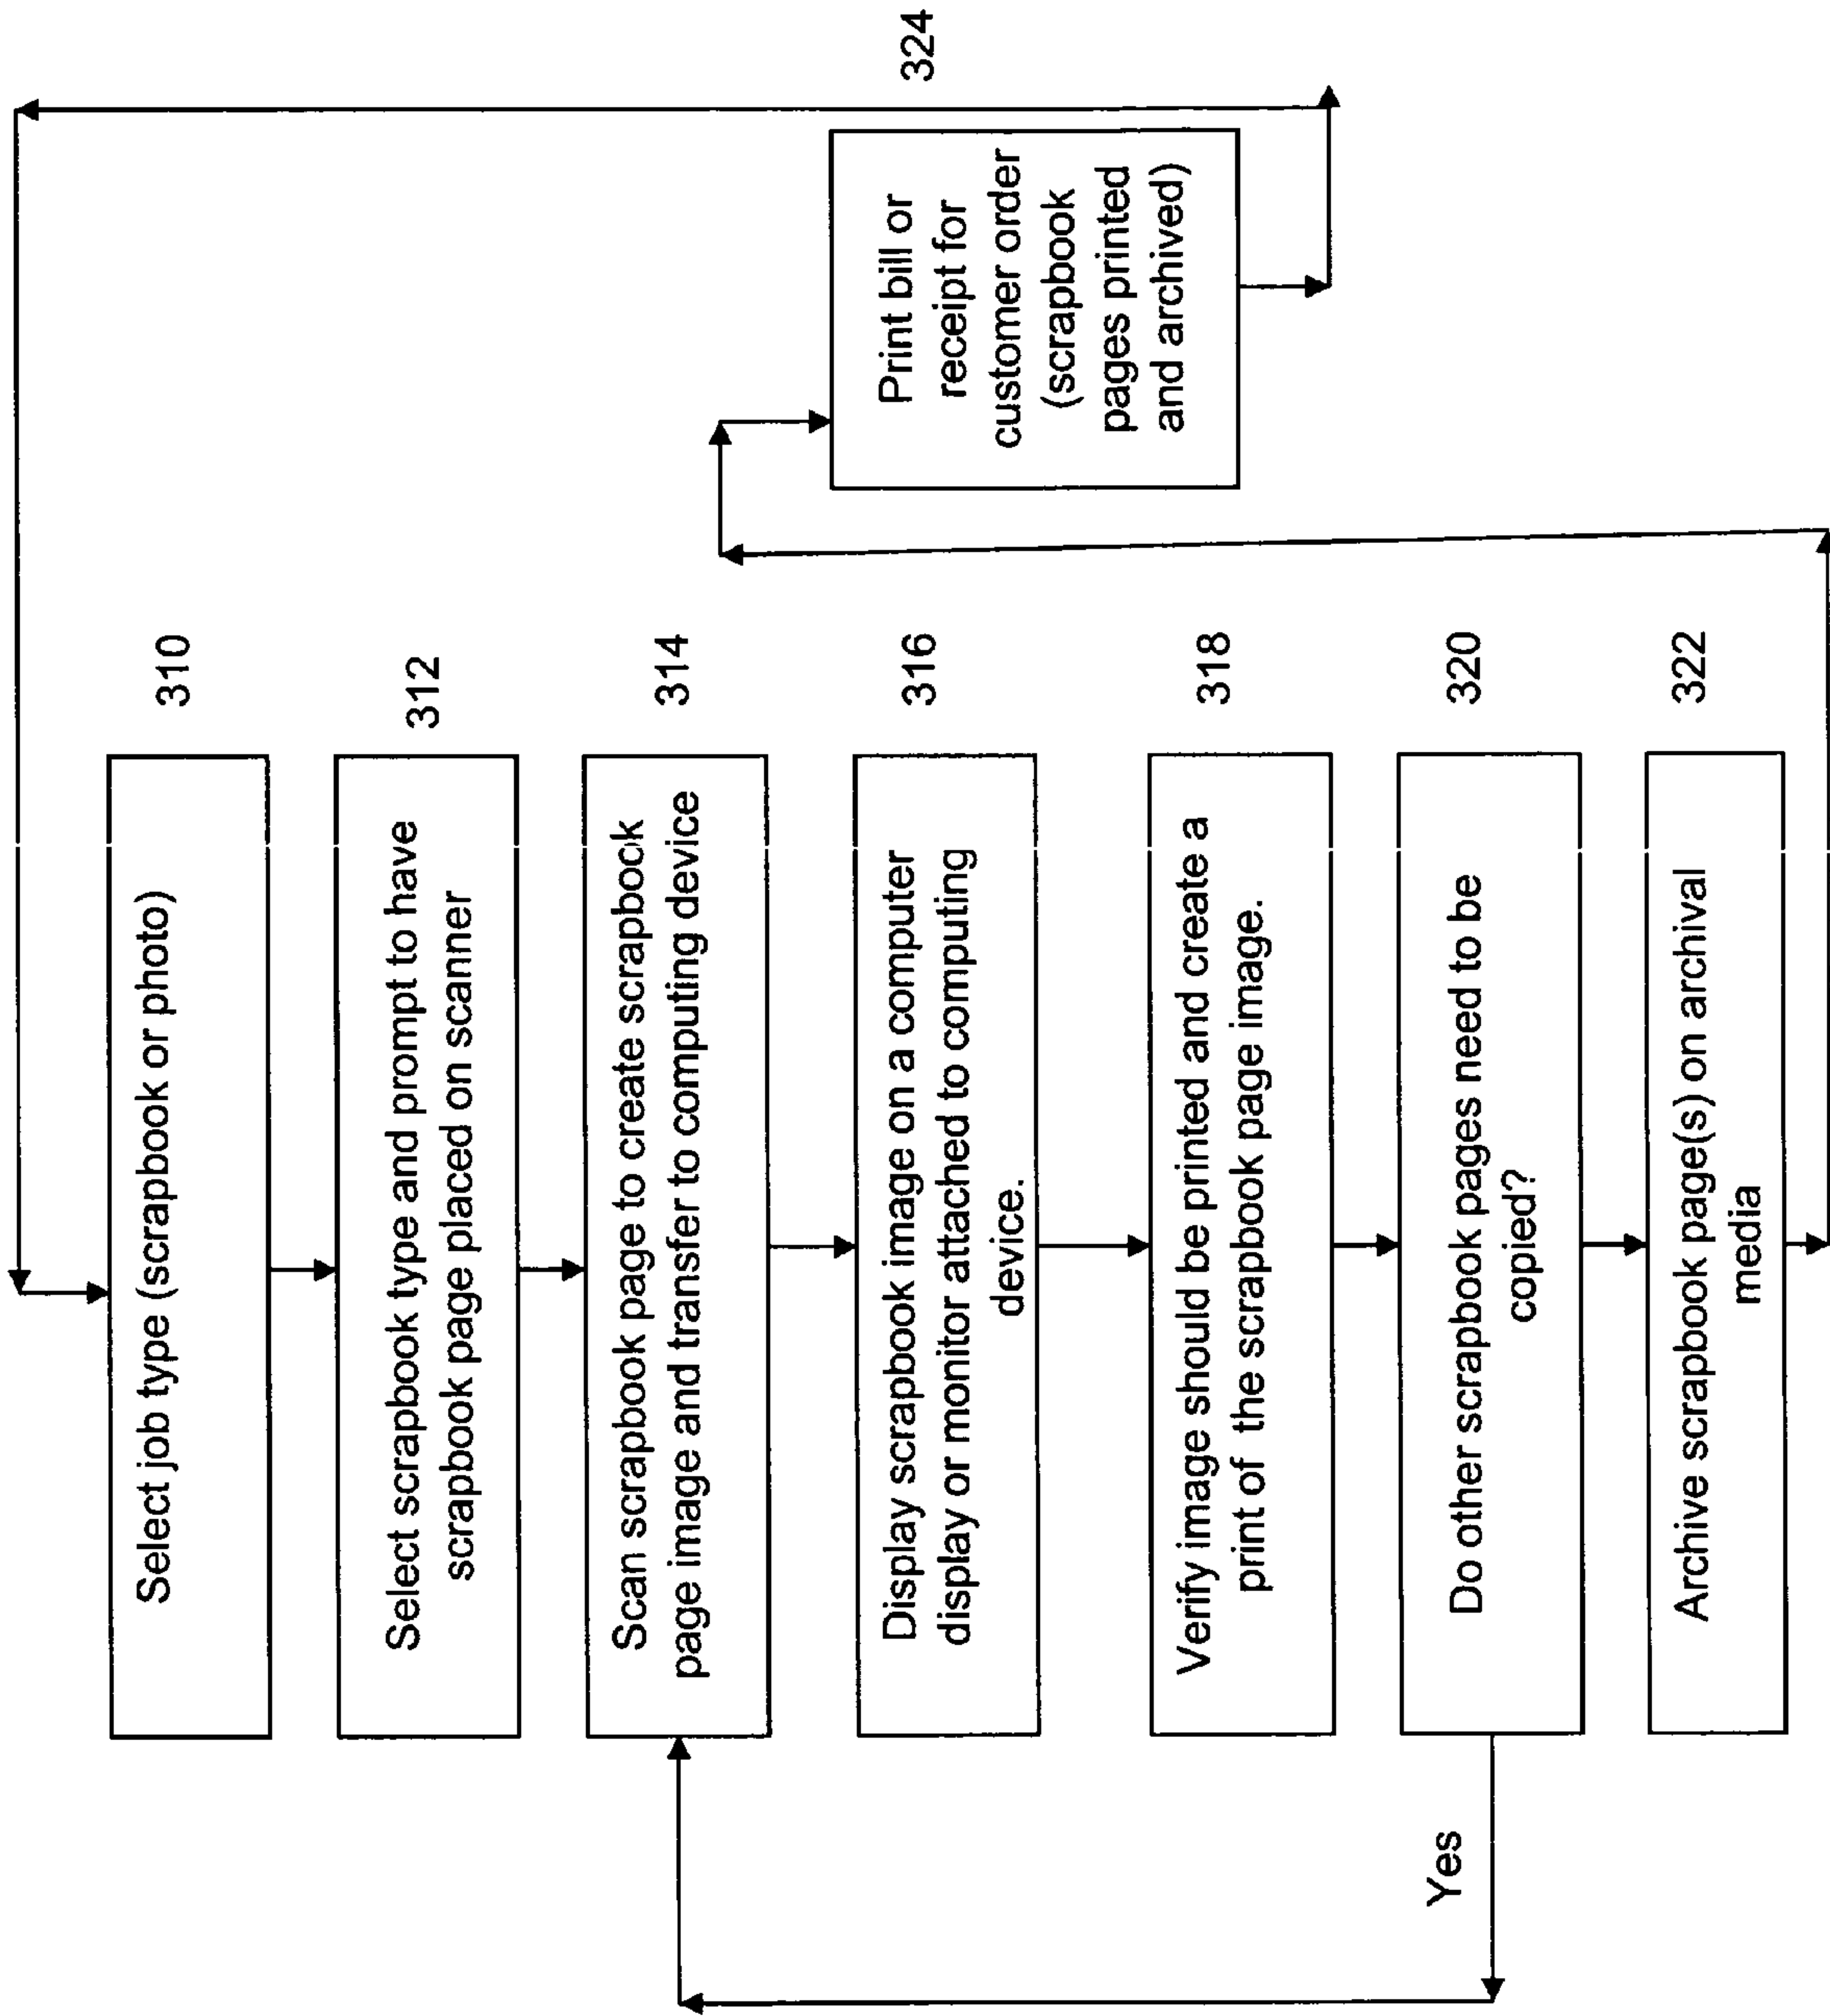 Select job type (scrapbook or photo)
310
Select scrapbook type and prompt to have
scrapbook page placed on scanner
312
Scan scrapbook page to create scrapbook
page image and transfer to computing device
314
Display scrapbook image on a computer
display or monitor attached to computing
device.
316
Verify image should be printed and create a
print of the scrapbook page image.
318
Do other scrapbook pages need to be
copied?
320
Yes
Archive scrapbook page(s) on archival
media
322
Print bill or
receipt for
customer order
(scrapbook
pages printed
and archived)
324